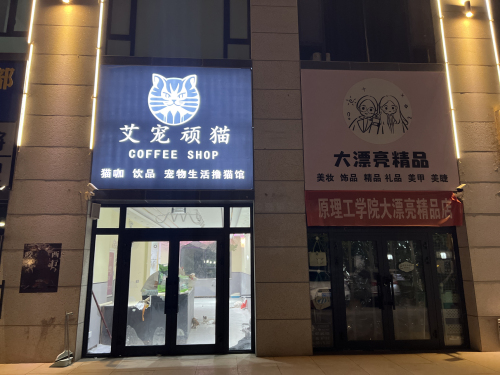 艾宠顽猫
COFFEE SHOP
猫咖 饮品 宠物生活撸猫馆
大漂亮精品
美妆 饰品 精品 礼品 美甲 美睫
原理工学院大漂亮精品店